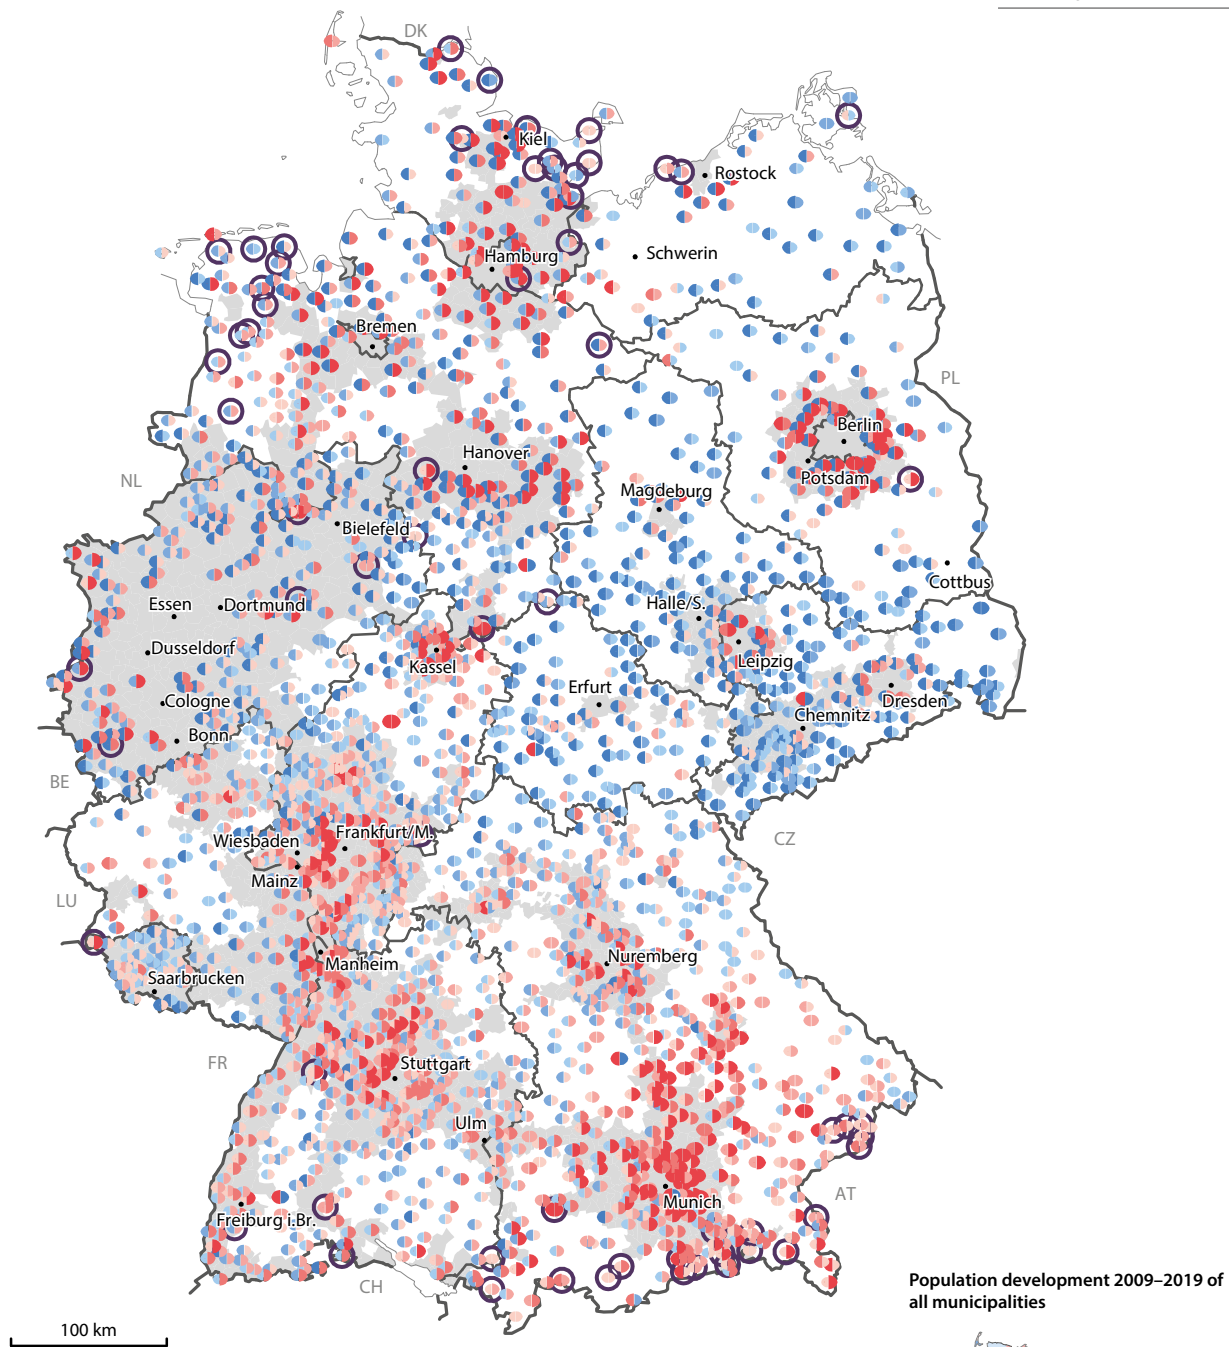 DK
Kiel
Rostock
Schwerin
Hamburg
Bremen
PL
Berlin
Hanover
NL
Potsdam
Magdeburg
Bielefeld
Cottbus
Essen
Dortmund
Halle/S.
Dusseldorf
Leipzig
Kassel
Erfurt
Cologne
Dresden
Chemnitz
Bonn
BE
Wiesbaden
Frankfurt/M.
CZ
Mainz
LU
Nuremberg
Manheim
Saarbrucken
FR
Stuttgart
Ulm
AT
Munich
Freiburg i.Br.
CH
Population development 2009–2019 of
all municipalities
100 km